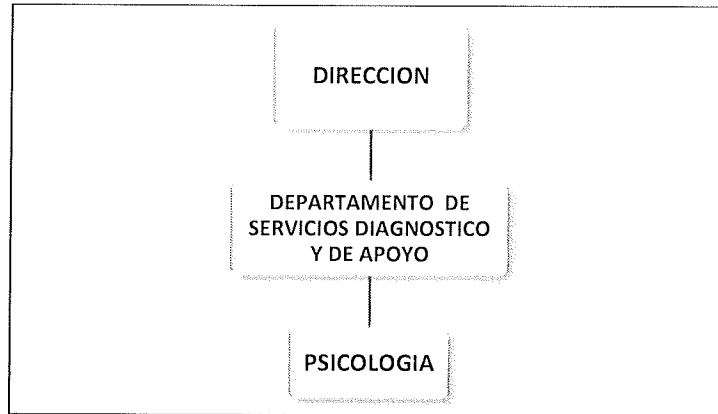 DIRECCION
DEPARTAMENTO DE
SERVICIOS DIAGNOSTICO
Y DE APOYO
PSICOLOGIA